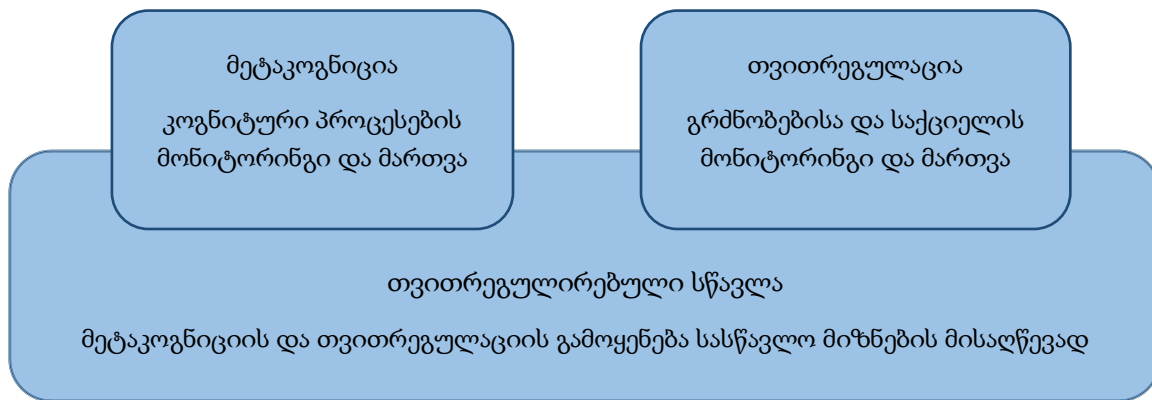 მეტაკოგნიცია
კოგნიტური პროცესების
მონიტორინგი და მართვა
თვითრეგულაცია
გრძნობებისა და საქციელის
მონიტორინგი და მართვა
თვითრეგულირებული სწავლა
მეტაკოგნიციის და თვითრეგულაციის გამოყენება სასწავლო მიზნების მისაღწევად